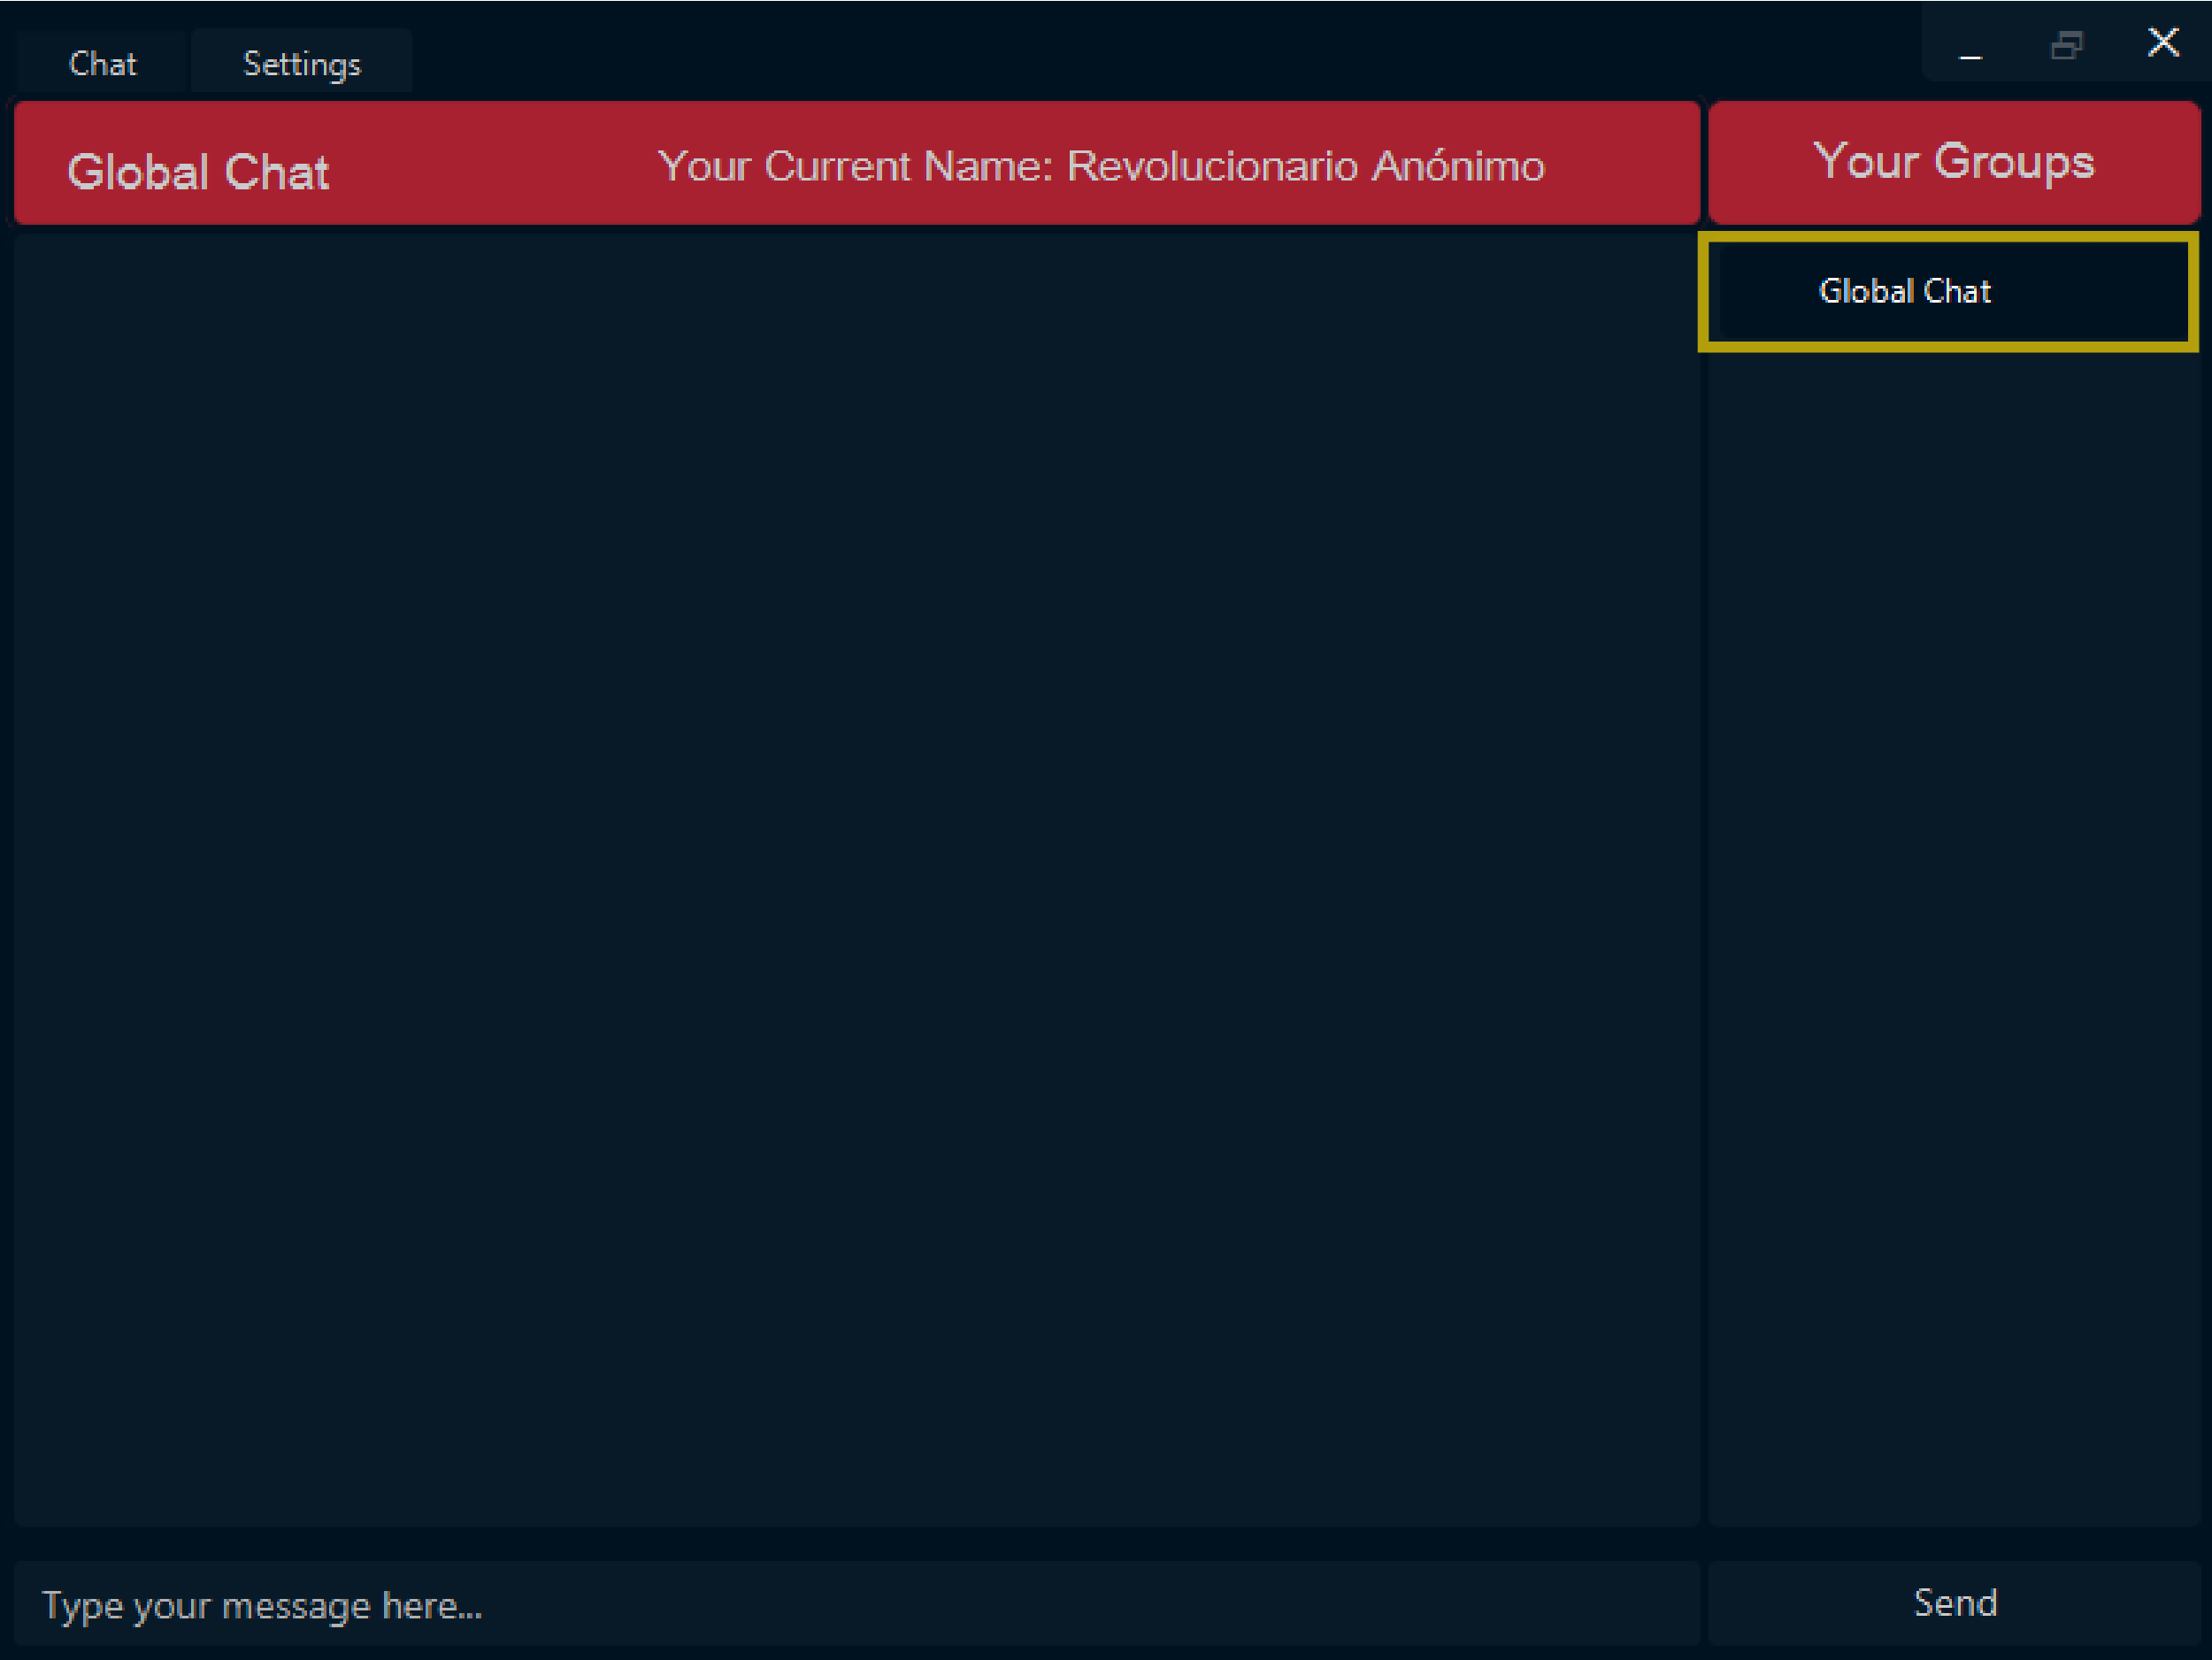 Chat
Settings
Global Chat
Your Current Name: Revolucionario Anónimo
Your Groups
Global Chat
Type your message here...
Send